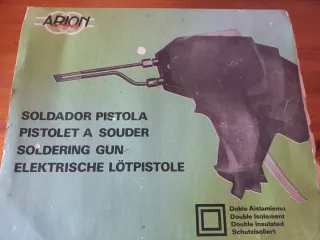 ARION
SOLDADOR PISTOLA
PISTOLET A SOUDER
SOLDERING GUN
ELEKTRISCHE LÖTPISTOLE
Doble Aislamiento
Double Isolement
Double Insulated
Schutzisoliert